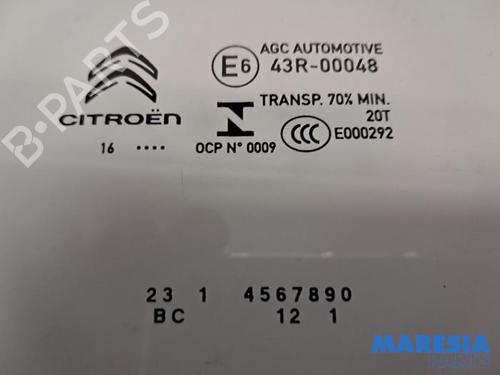 AGC AUTOMOTIVE
E6 43R-00048
CITROËN
TRANSP. 70% MIN.
20T
16 ....
OCP N° 0009
CCC E000292
23 1 4567890
BC 12 1
MARESIA